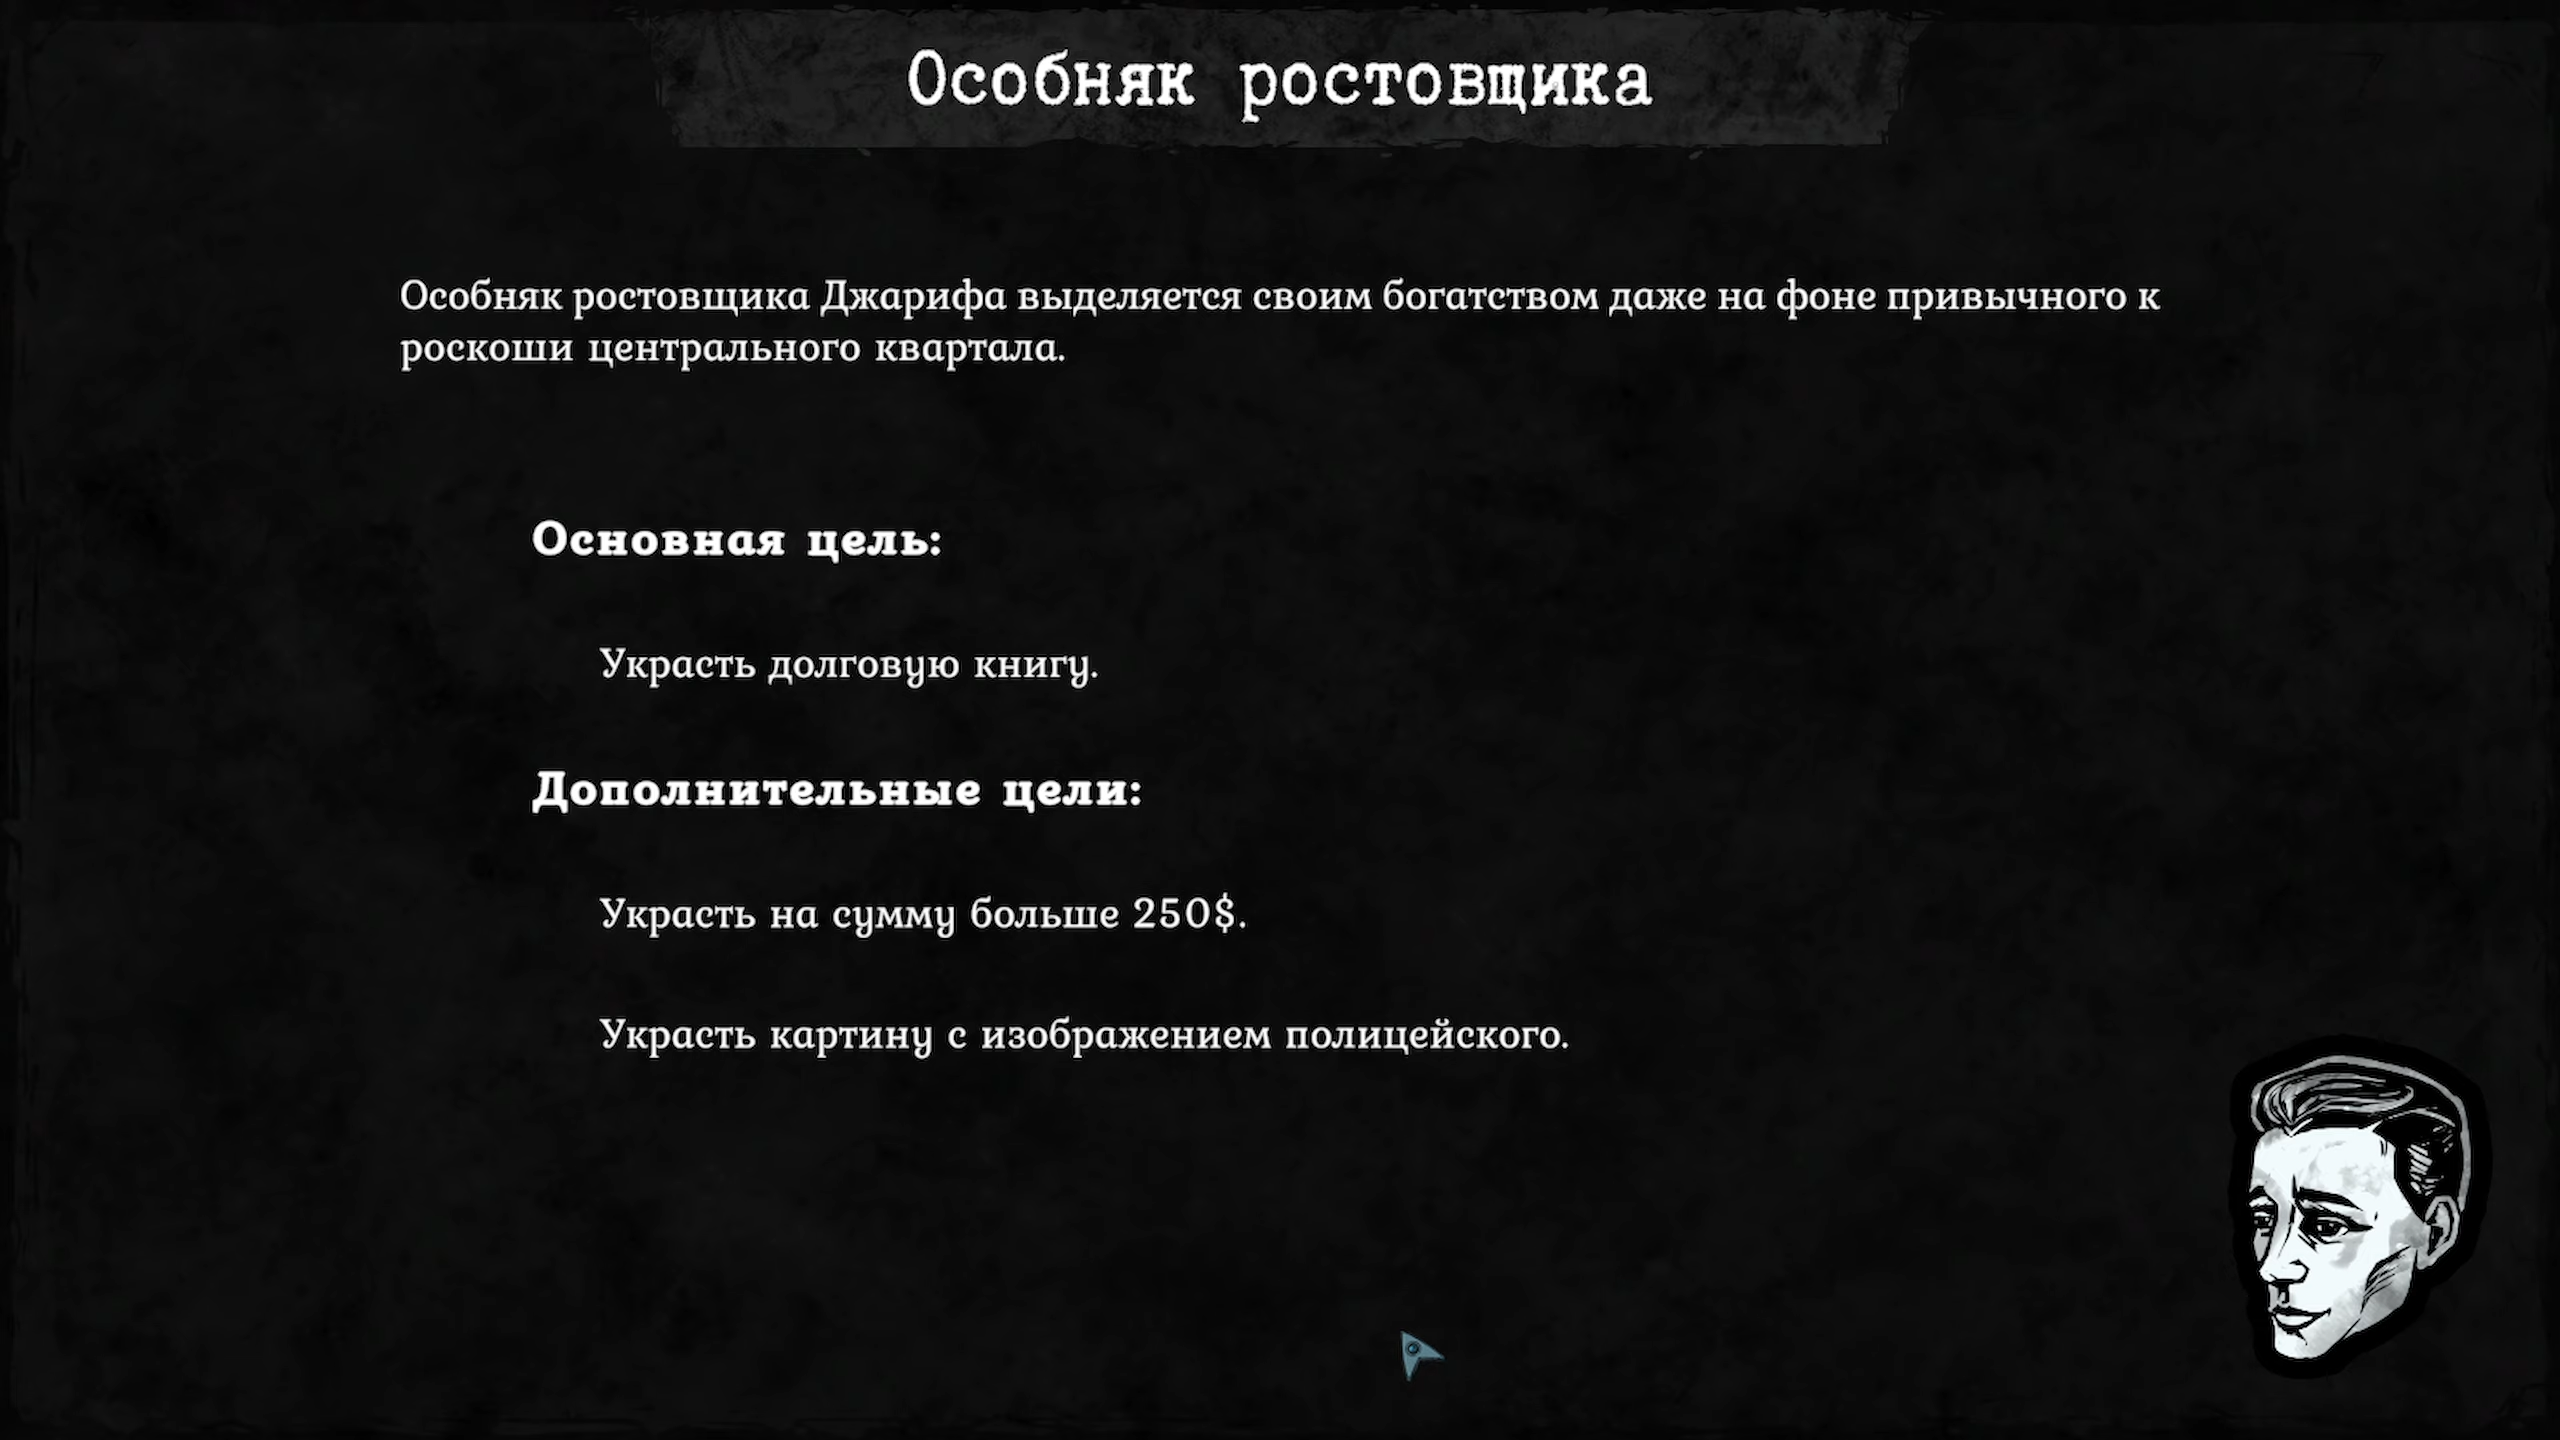 Особняк ростовщика
Особняк ростовщика Джарифа выделяется своим богатством даже на фоне привычного к
роскоши центрального квартала.
Основная цель:
Украсть долговую книгу.
Дополнительные цели:
Украсть на сумму больше 250$.
Украсть картину с изображением полицейского.